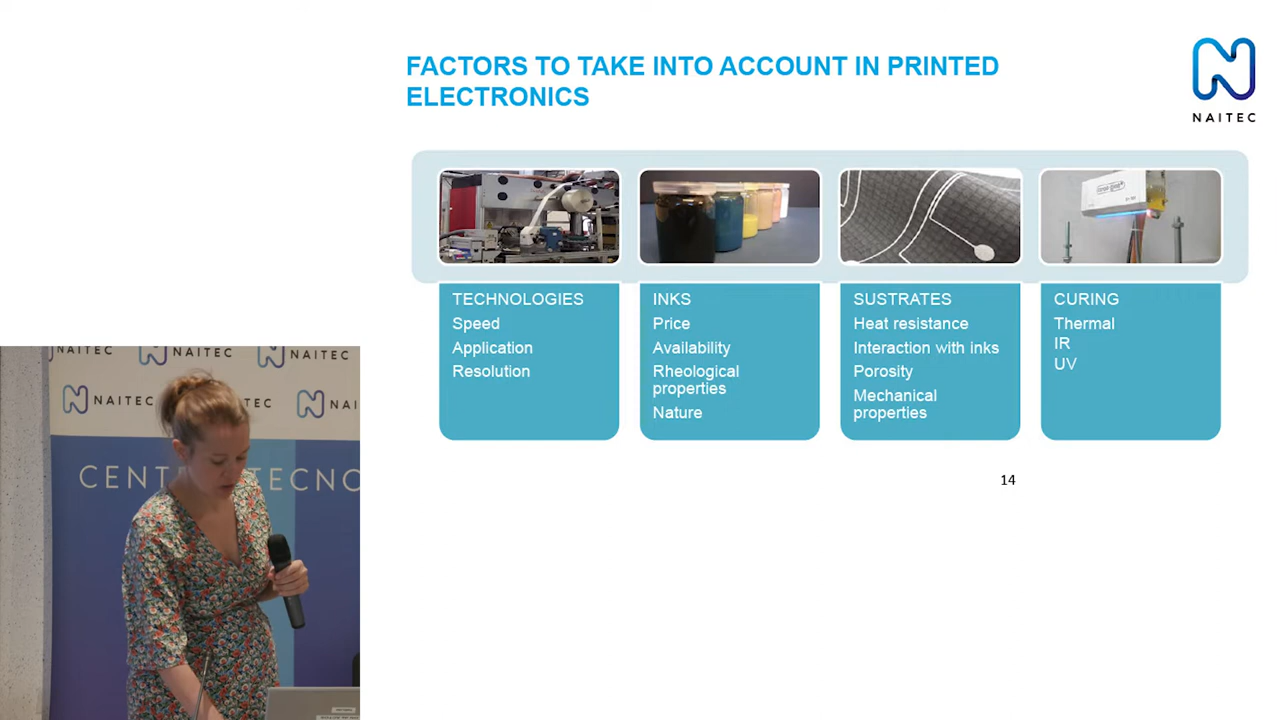 FACTORS TO TAKE INTO ACCOUNT IN PRINTED
ELECTRONICS
NAITEC
TECHNOLOGIES
Speed
Application
Resolution
INKS
Price
Availability
Rheological
properties
Nature
SUSTRATES
Heat resistance
Interaction with inks
Porosity
Mechanical
properties
CURING
Thermal
IR
UV
14
NAITEC NAITEC NAITEC
NAITEC TEC NAI
CENT TECNO